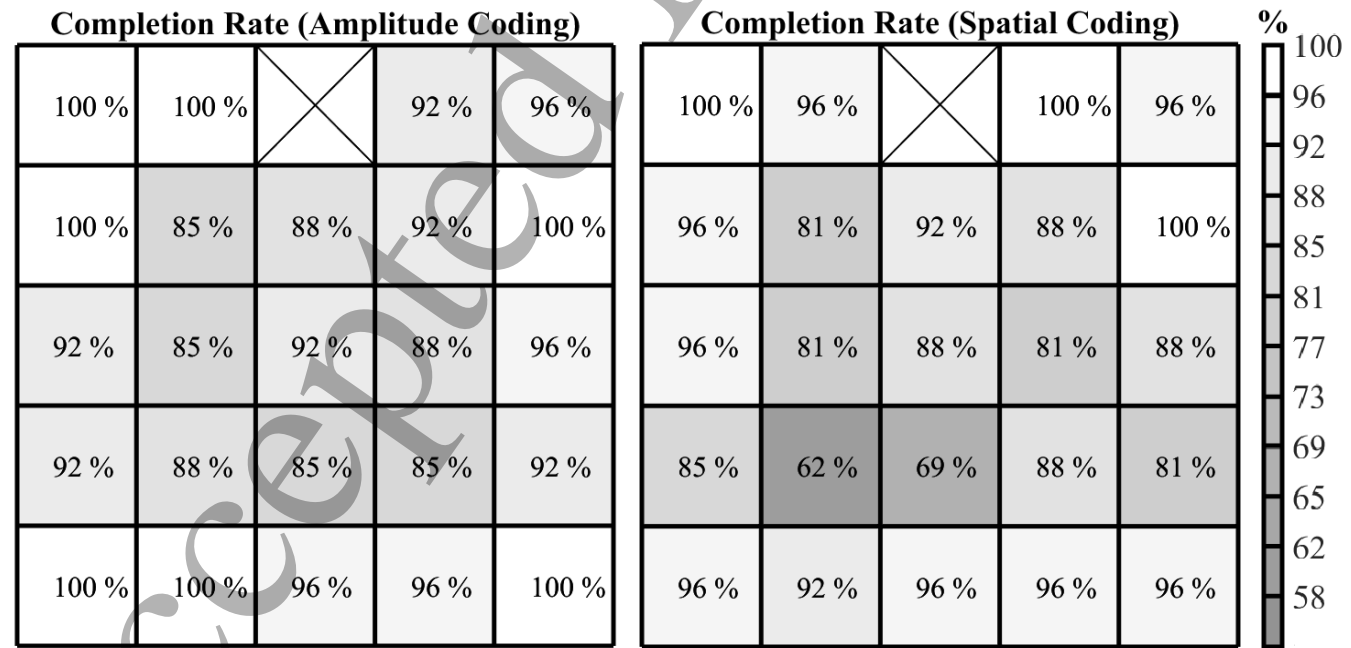 Completion Rate (Amplitude Coding) Completion Rate (Spatial Coding) %
100 % 100 % 92 % 96 % 100 % 96 % 100 % 96 %
100 % 85 % 88 % 92 % 100 % 96 % 81 % 92 % 88 % 100 %
92 % 85 % 92 % 88 % 96 % 96 % 81 % 88 % 81 % 88 %
92 % 88 % 85 % 85 % 92 % 85 % 62 % 69 % 88 % 81 %
100 % 100 % 96 % 96 % 100 % 96 % 92 % 96 % 96 % 96 %
100
96
92
88
85
81
77
73
69
65
62
58
ccepted